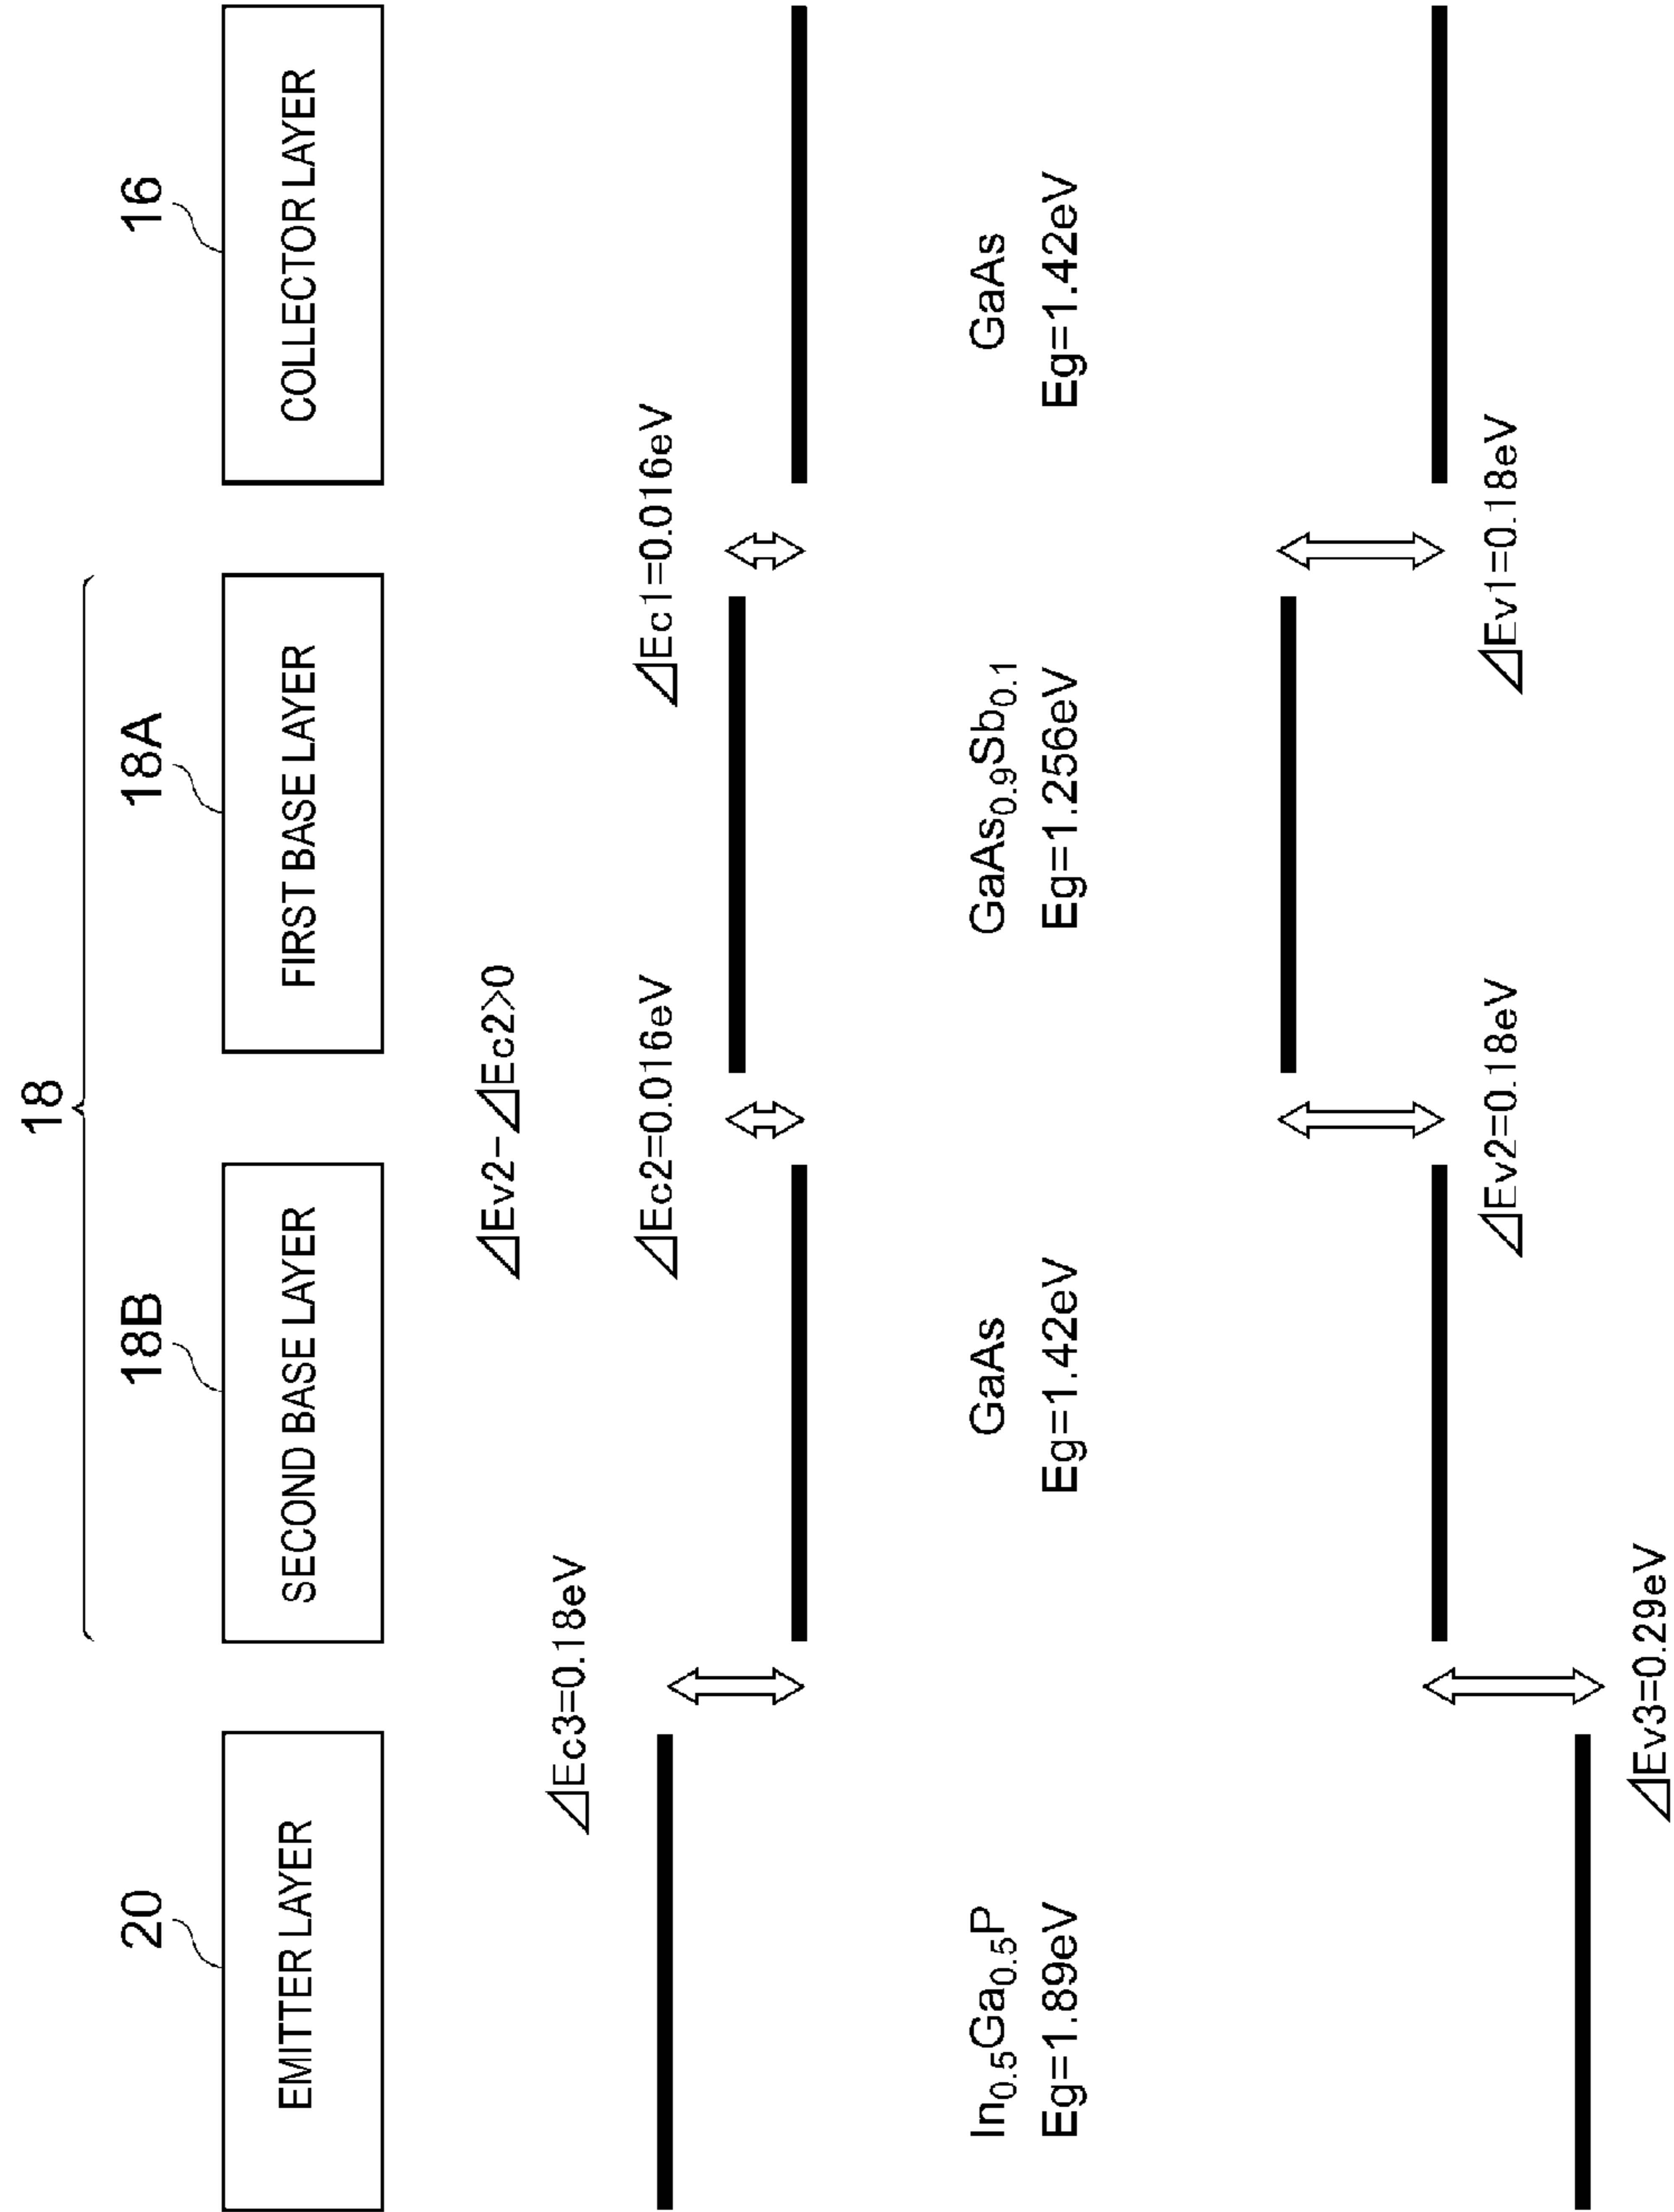 18
20
18B
18A
16
EMITTER LAYER
SECOND BASE LAYER
FIRST BASE LAYER
COLLECTOR LAYER
⊿Ev2−⊿Ec2>0
⊿Ec3=0.18eV
⊿Ec2=0.016eV
⊿Ec1=0.016eV
In0.5Ga0.5P
Eg=1.89eV
GaAs
Eg=1.42eV
GaAs0.9Sb0.1
Eg=1.256eV
GaAs
Eg=1.42eV
⊿Ev3=0.29eV
⊿Ev2=0.18eV
⊿Ev1=0.18eV